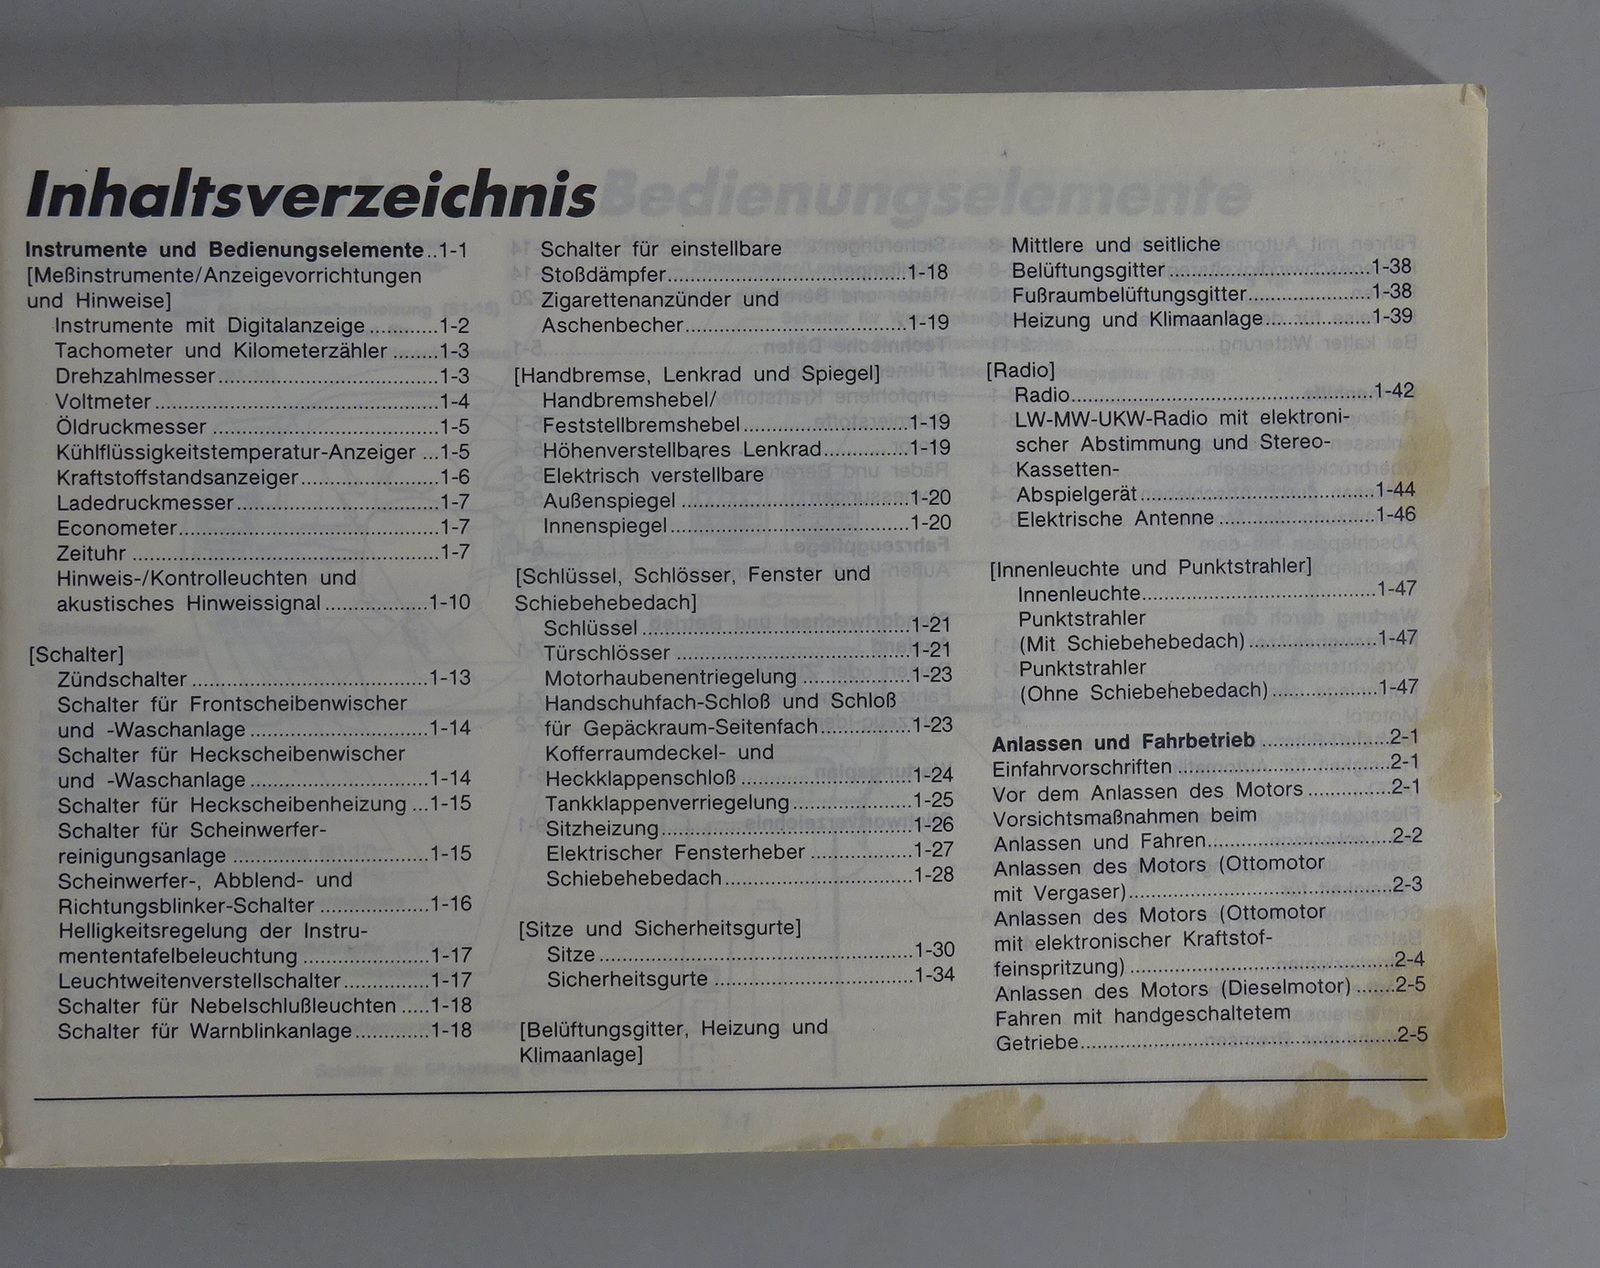 Inhaltsverzeichnis
Instrumente und Bedienungselemente..1-1
[Meßinstrumente/Anzeigevorrichtungen
und Hinweise]
Instrumente mit Digitalanzeige...........1-2
Tachometer und Kilometerzähler ........1-3
Drehzahlmesser....................................1-3
Voltmeter..............................................1-4
Öldruckmesser .....................................1-5
Kühlflüssigkeitstemperatur-Anzeiger ...1-5
Kraftstoffstandsanzeiger......................1-6
Ladedruckmesser.................................1-7
Econometer..........................................1-7
Zeituhr .................................................1-7
Hinweis-/Kontrolleuchten und
akustisches Hinweissignal.................1-10
[Schalter]
Zündschalter ......................................1-13
Schalter für Frontscheibenwischer
und -Waschanlage .............................1-14
Schalter für Heckscheibenwischer
und -Waschanlage .............................1-14
Schalter für Heckscheibenheizung ...1-15
Schalter für Scheinwerfer-
reinigungsanlage ................................1-15
Scheinwerfer-, Abblend- und
Richtungsblinker-Schalter ..................1-16
Helligkeitsregelung der Instru-
mententafelbeleuchtung .....................1-17
Leuchtweitenverstellschalter..............1-17
Schalter für Nebelschlußleuchten .....1-18
Schalter für Warnblinkanlage............1-18
Schalter für einstellbare
Stoßdämpfer.......................................1-18
Zigarettenanzünder und
Aschenbecher....................................1-19
[Handbremse, Lenkrad und Spiegel]
Handbremshebel/
Feststellbremshebel...........................1-19
Höhenverstellbares Lenkrad..............1-19
Elektrisch verstellbare
Außenspiegel .....................................1-20
Innenspiegel.......................................1-20
[Schlüssel, Schlösser, Fenster und
Schiebehebedach]
Schlüssel ...........................................1-21
Türschlösser ......................................1-21
Motorhaubenentriegelung ..................1-23
Handschuhfach-Schloß und Schloß
für Gepäckraum-Seitenfach...............1-23
Kofferraumdeckel- und
Heckklappenschloß ............................1-24
Tankklappenverriegelung....................1-25
Sitzheizung.........................................1-26
Elektrischer Fensterheber .................1-27
Schiebehebedach...............................1-28
[Sitze und Sicherheitsgurte]
Sitze...................................................1-30
Sicherheitsgurte .................................1-34
[Belüftungsgitter, Heizung und
Klimaanlage]
Mittlere und seitliche
Belüftungsgitter .................................1-38
Fußraumbelüftungsgitter....................1-38
Heizung und Klimaanlage.................1-39
[Radio]
Radio..................................................1-42
LW-MW-UKW-Radio mit elektroni-
scher Abstimmung und Stereo-
Kassetten-
Abspielgerät.......................................1-44
Elektrische Antenne ..........................1-46
[Innenleuchte und Punktstrahler]
Innenleuchte.......................................1-47
Punktstrahler
(Mit Schiebehebedach).....................1-47
Punktstrahler
(Ohne Schiebehebedach).................1-47
Anlassen und Fahrbetrieb ....................2-1
Einfahrvorschriften .................................2-1
Vor dem Anlassen des Motors .............2-1
Vorsichtsmaßnahmen beim
Anlassen und Fahren.............................2-2
Anlassen des Motors (Ottomotor
mit Vergaser).........................................2-3
Anlassen des Motors (Ottomotor
mit elektronischer Kraftstof-
feinspritzung) .........................................2-4
Anlassen des Motors (Dieselmotor) .......2-5
Fahren mit handgeschaltetem
Getriebe.................................................2-5